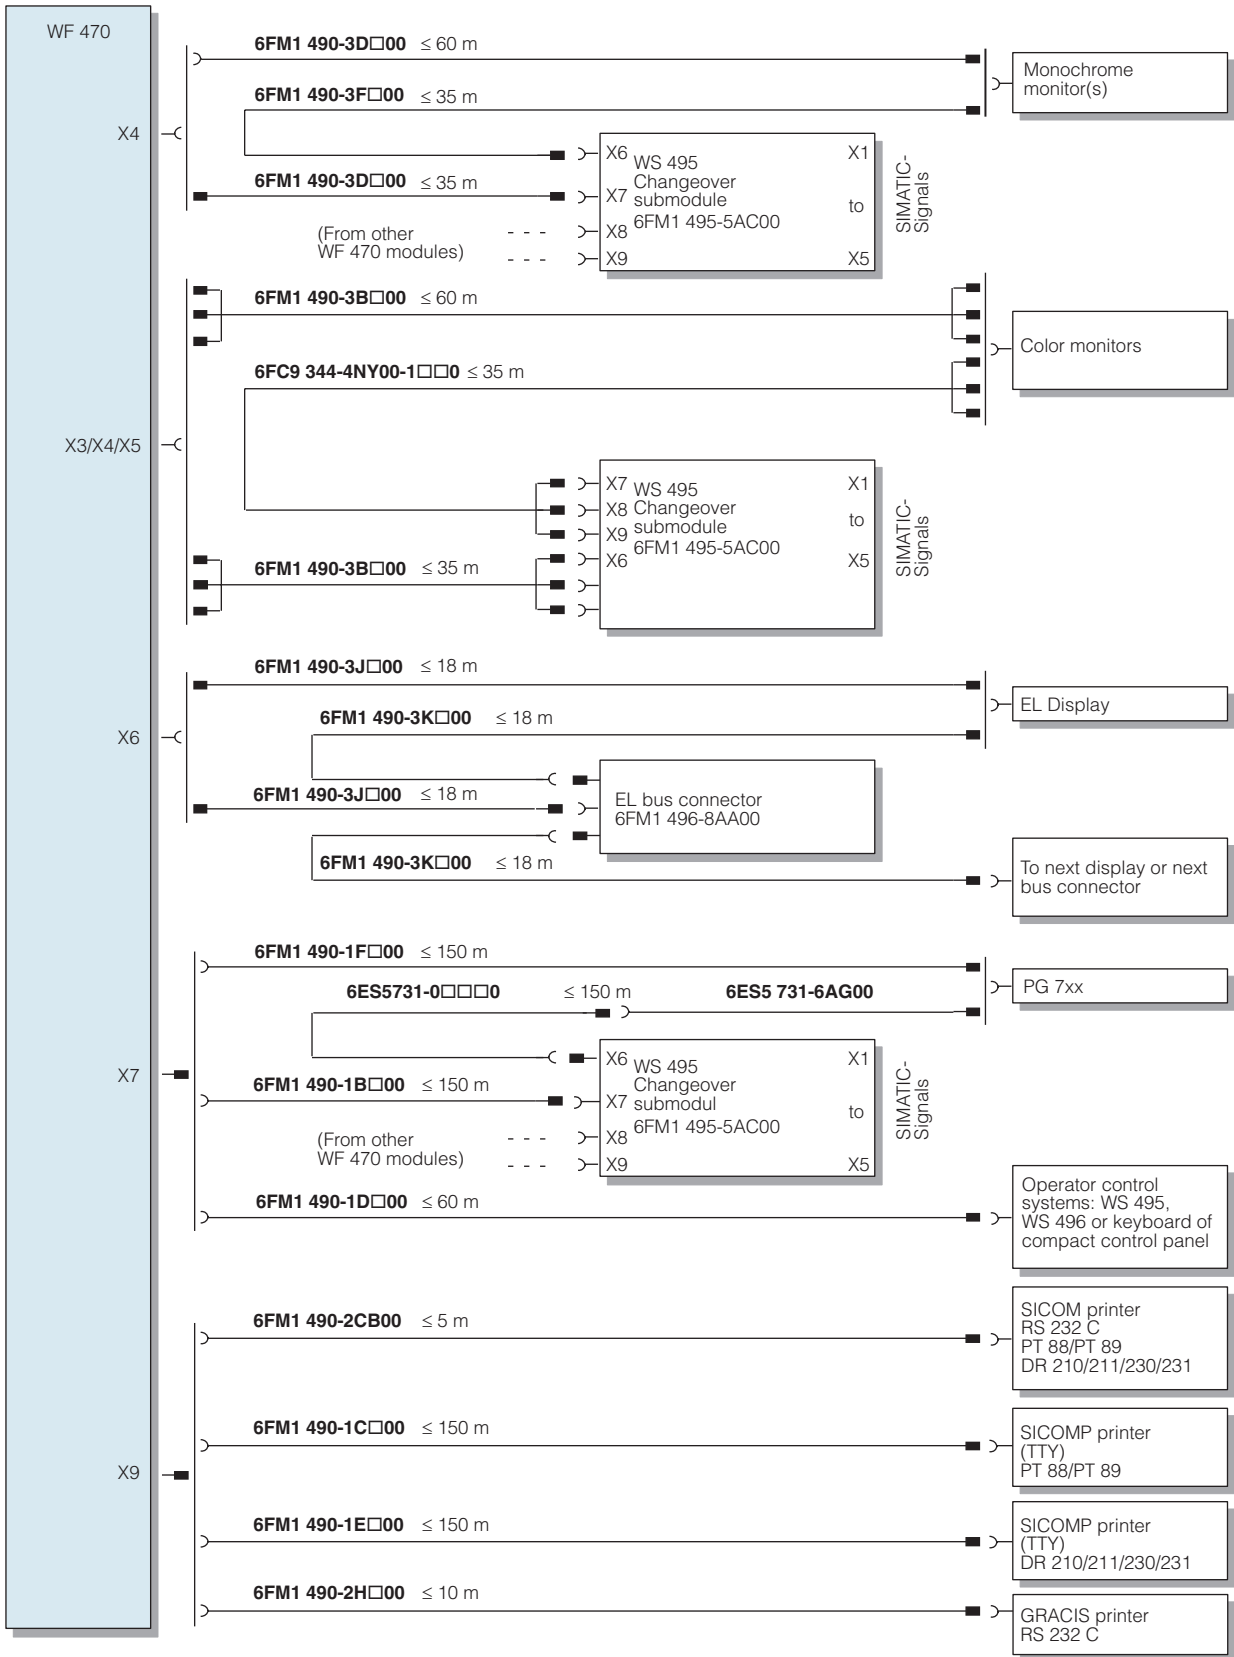 WF 470
6FM1 490-3D□00 ≤ 60 m
Monochrome
monitor(s)
6FM1 490-3F□00 ≤ 35 m
X4
X6
WS 495
Changeover
submodule
6FM1 495-5AC00
X1
6FM1 490-3D□00 ≤ 35 m
X7
to
SIMATIC-
Signals
(From other
WF 470 modules)
- - -
X8
- - -
X9
X5
6FM1 490-3B□00 ≤ 60 m
Color monitors
6FC9 344-4NY00-1□□0 ≤ 35 m
X3/X4/X5
X7
WS 495
Changeover
submodule
6FM1 495-5AC00
X1
X8
to
X9
X6
X5
SIMATIC-
Signals
6FM1 490-3B□00 ≤ 35 m
6FM1 490-3J□00 ≤ 18 m
EL Display
6FM1 490-3K□00 ≤ 18 m
X6
6FM1 490-3J□00 ≤ 18 m
EL bus connector
6FM1 496-8AA00
6FM1 490-3K□00 ≤ 18 m
To next display or next
bus connector
6FM1 490-1F□00 ≤ 150 m
PG 7xx
6ES5731-0□□□0 ≤ 150 m 6ES5 731-6AG00
X7
X6
WS 495
Changeover
submodul
6FM1 495-5AC00
X1
6FM1 490-1B□00 ≤ 150 m
X7
to
SIMATIC-
Signals
(From other
WF 470 modules)
- - -
X8
- - -
X9
X5
6FM1 490-1D□00 ≤ 60 m
Operator control
systems: WS 495,
WS 496 or keyboard of
compact control panel
6FM1 490-2CB00 ≤ 5 m
SICOM printer
RS 232 C
PT 88/PT 89
DR 210/211/230/231
6FM1 490-1C□00 ≤ 150 m
SICOMP printer
(TTY)
PT 88/PT 89
X9
6FM1 490-1E□00 ≤ 150 m
SICOMP printer
(TTY)
DR 210/211/230/231
6FM1 490-2H□00 ≤ 10 m
GRACIS printer
RS 232 C